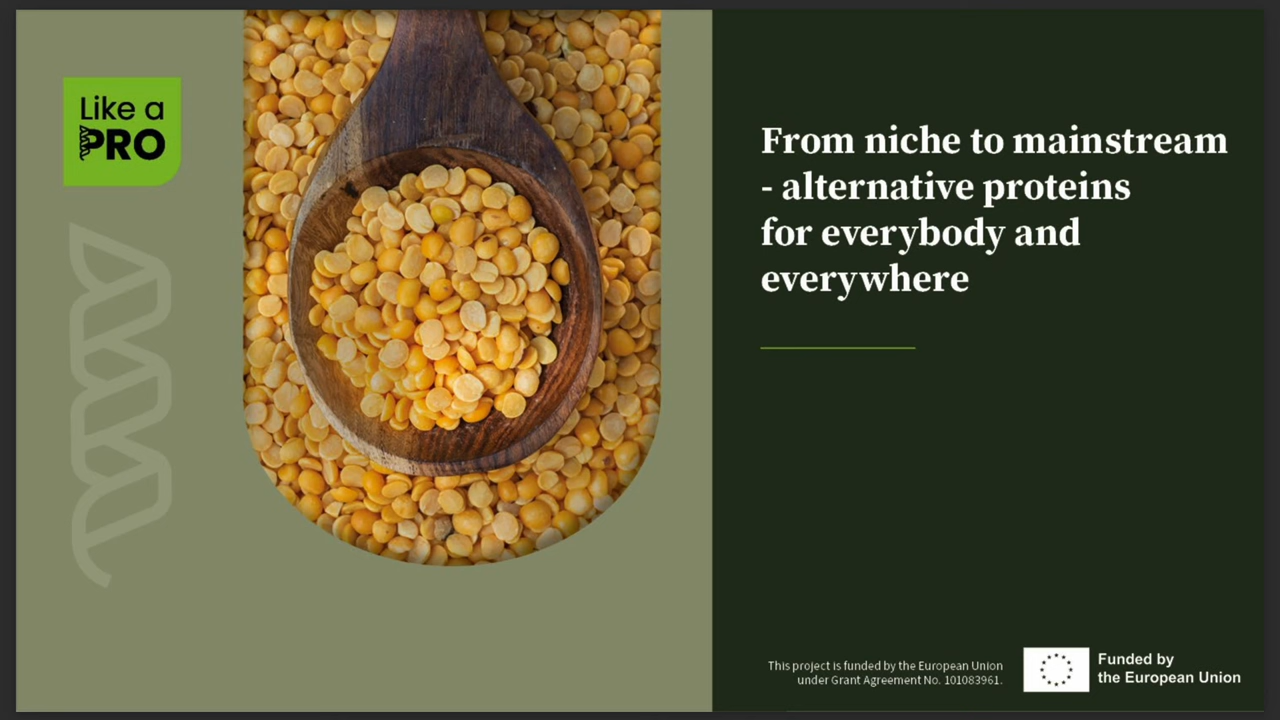 Like a
PRO
From niche to mainstream
- alternative proteins
for everybody and
everywhere
This project is funded by the European Union
under Grant Agreement No. 101083961.
Funded by
the European Union